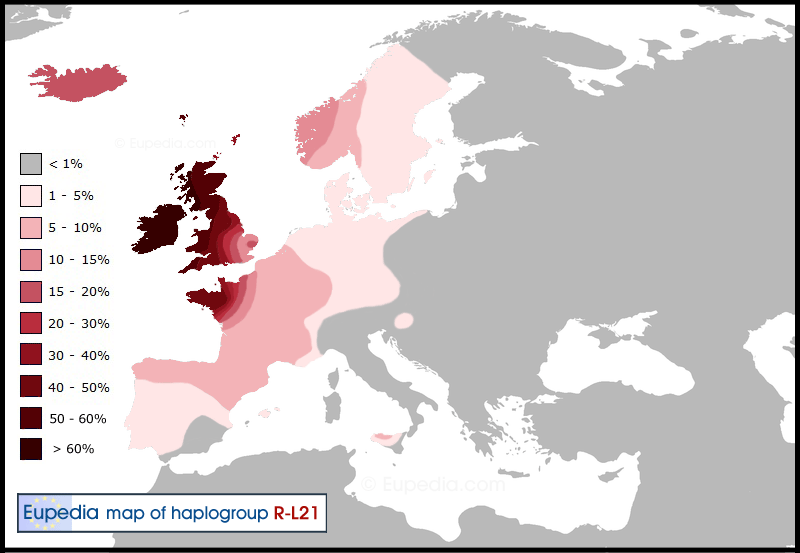 © Eupedia.com
< 1%
1 - 5%
5 - 10%
10 - 15%
15 - 20%
20 - 30%
30 - 40%
40 - 50%
50 - 60%
> 60%
© Eupedia.com
Eupedia map of haplogroup R-L21